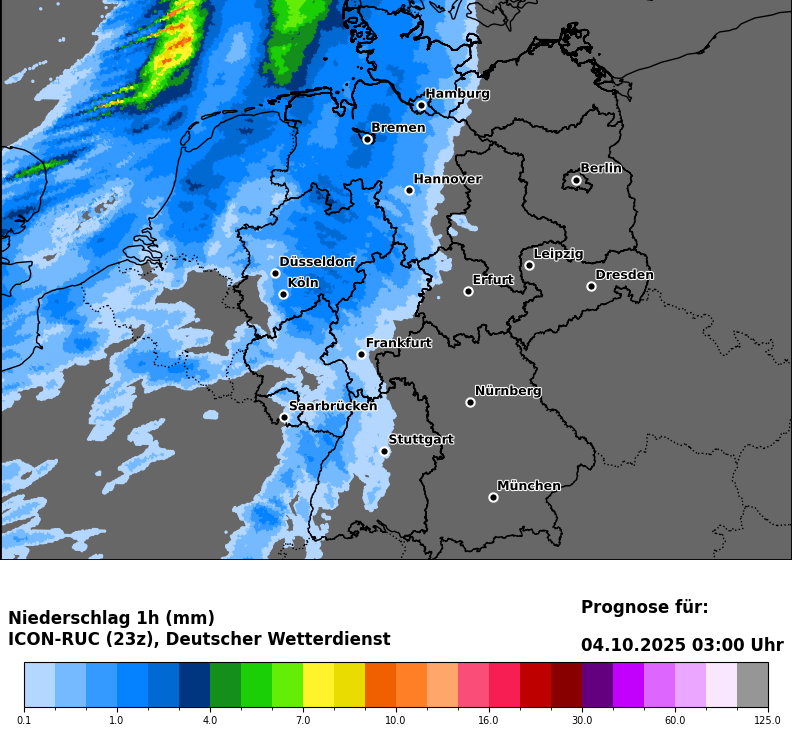 Hamburg
Bremen
Berlin
Hannover
Leipzig
Düsseldorf
Dresden
Erfurt
Köln
Frankfurt
Nürnberg
Saarbrücken
Stuttgart
München
Prognose für:
Niederschlag 1h (mm)
ICON-RUC (23z), Deutscher Wetterdienst
04.10.2025 03:00 Uhr
0.1 1.0 4.0 7.0 10.0 16.0 30.0 60.0 125.0